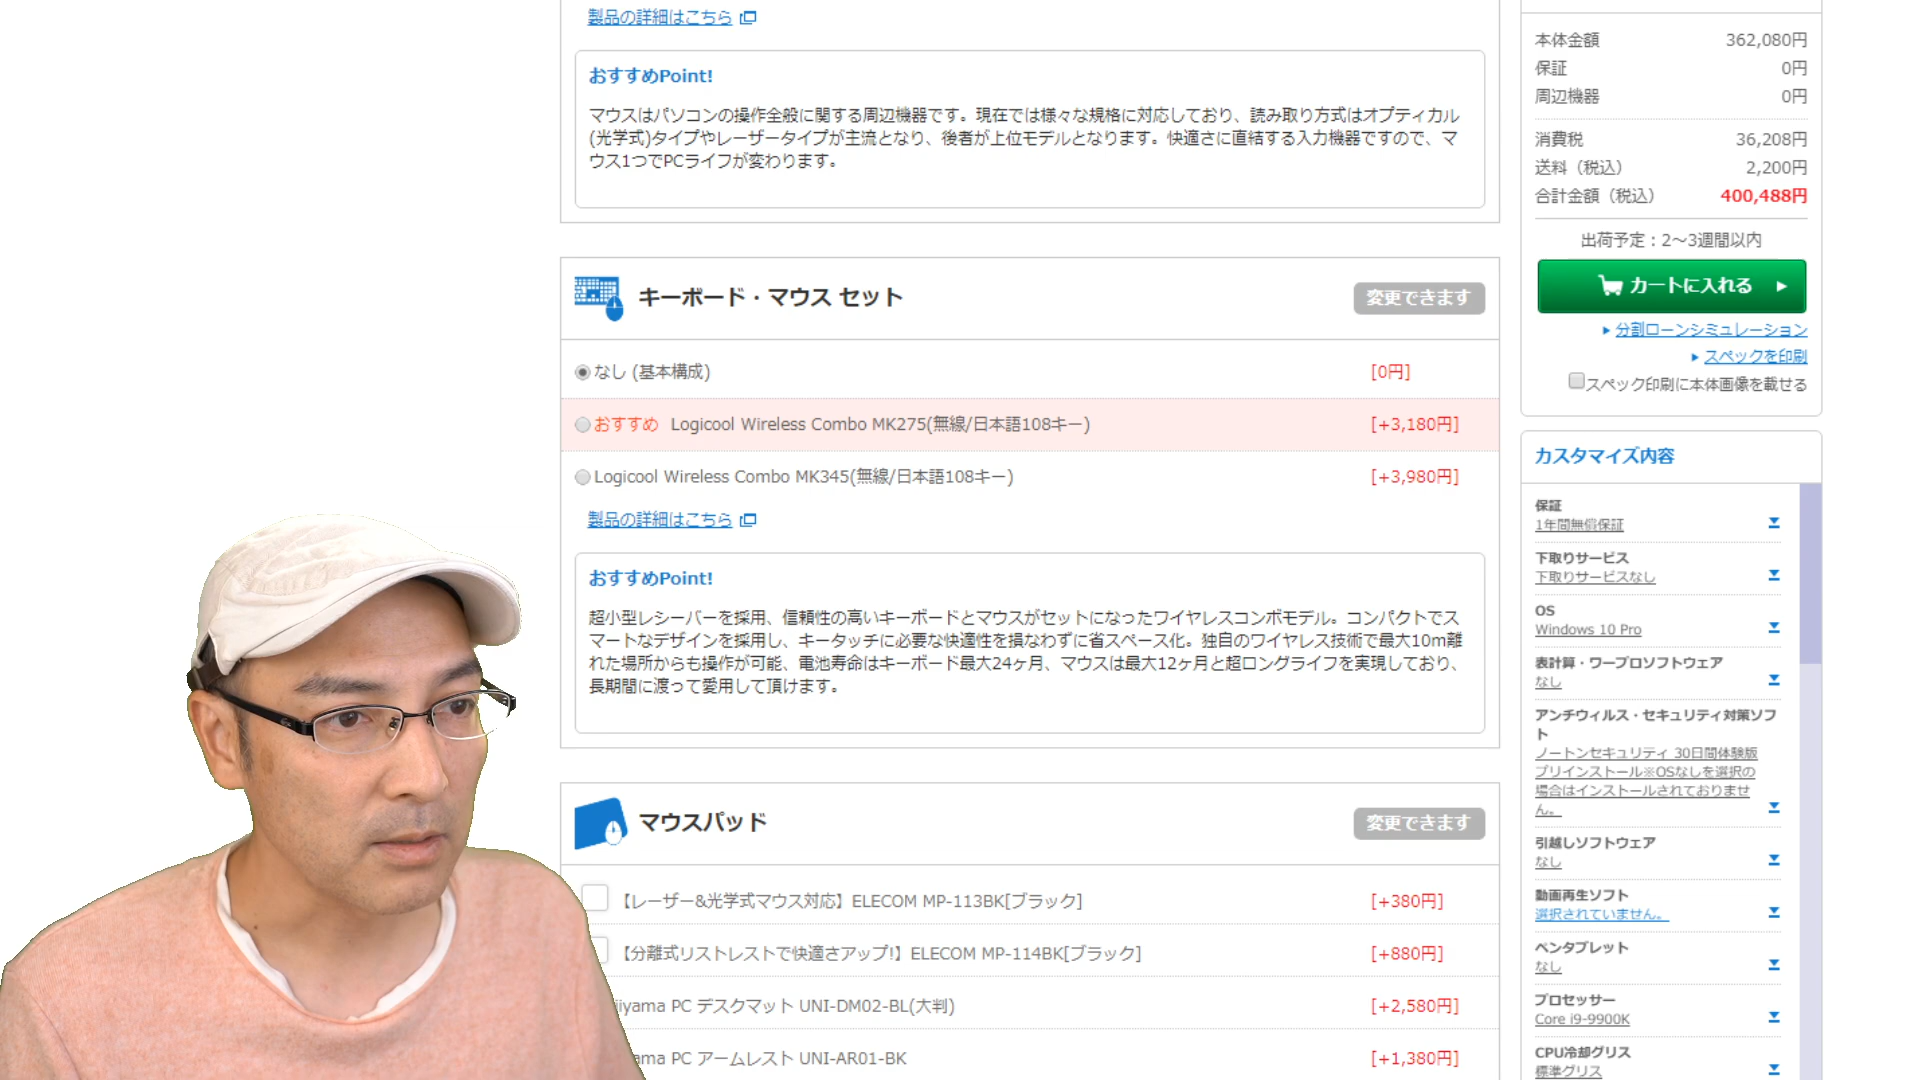 製品の詳細はこちら
おすすめPoint!
マウスはパソコンの操作全般に関する周辺機器です。現在では様々な規格に対応しており、読み取り方式はオプティカル
(光学式)タイプやレーザータイプが主流となり、後者が上位モデルとなります。快適さに直結する入力機器ですので、マ
ウス1つでPCライフが変わります。
キーボード・マウス セット
変更できます
なし (基本構成) [0円]
おすすめ Logicool Wireless Combo MK275(無線/日本語108キー) [+3,180円]
Logicool Wireless Combo MK345(無線/日本語108キー) [+3,980円]
製品の詳細はこちら
おすすめPoint!
超小型レシーバーを採用、信頼性の高いキーボードとマウスがセットになったワイヤレスコンボモデル。コンパクトでス
マートなデザインを採用し、キータッチに必要な快適性を損なわずに省スペース化。独自のワイヤレス技術で最大10m離
れた場所からも操作が可能、電池寿命はキーボード最大24ヶ月、マウスは最大12ヶ月と超ロングライフを実現しており、
長期間に渡って愛用して頂けます。
マウスパッド
変更できます
【レーザー&光学式マウス対応】ELECOM MP-113BK[ブラック] [+380円]
【分離式リストレストで快適さアップ!】ELECOM MP-114BK[ブラック] [+880円]
iiyama PC デスクマット UNI-DM02-BL(大判) [+2,580円]
ama PC アームレスト UNI-AR01-BK [+1,380円]
本体金額 362,080円
保証 0円
周辺機器 0円
消費税 36,208円
送料（税込） 2,200円
合計金額（税込） 400,488円
出荷予定：2～3週間以内
カートに入れる
分割ローンシミュレーション
スペックを印刷
スペック印刷に本体画像を載せる
カスタマイズ内容
保証
1年間無償保証
下取りサービス
下取りサービスなし
OS
Windows 10 Pro
表計算・ワープロソフトウェア
なし
アンチウィルス・セキュリティ対策ソフ
ト
ノートンセキュリティ 30日間体験版
プリインストール※OSなしを選択の
場合はインストールされておりませ
ん。
引越しソフトウェア
なし
動画再生ソフト
選択されていません。
ペンタブレット
なし
プロセッサー
Core i9-9900K
CPU冷却グリス
標準グリス